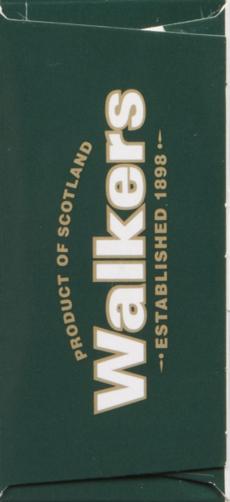 PRODUCT OF SCOTLAND
Walkers
ESTABLISHED 1898